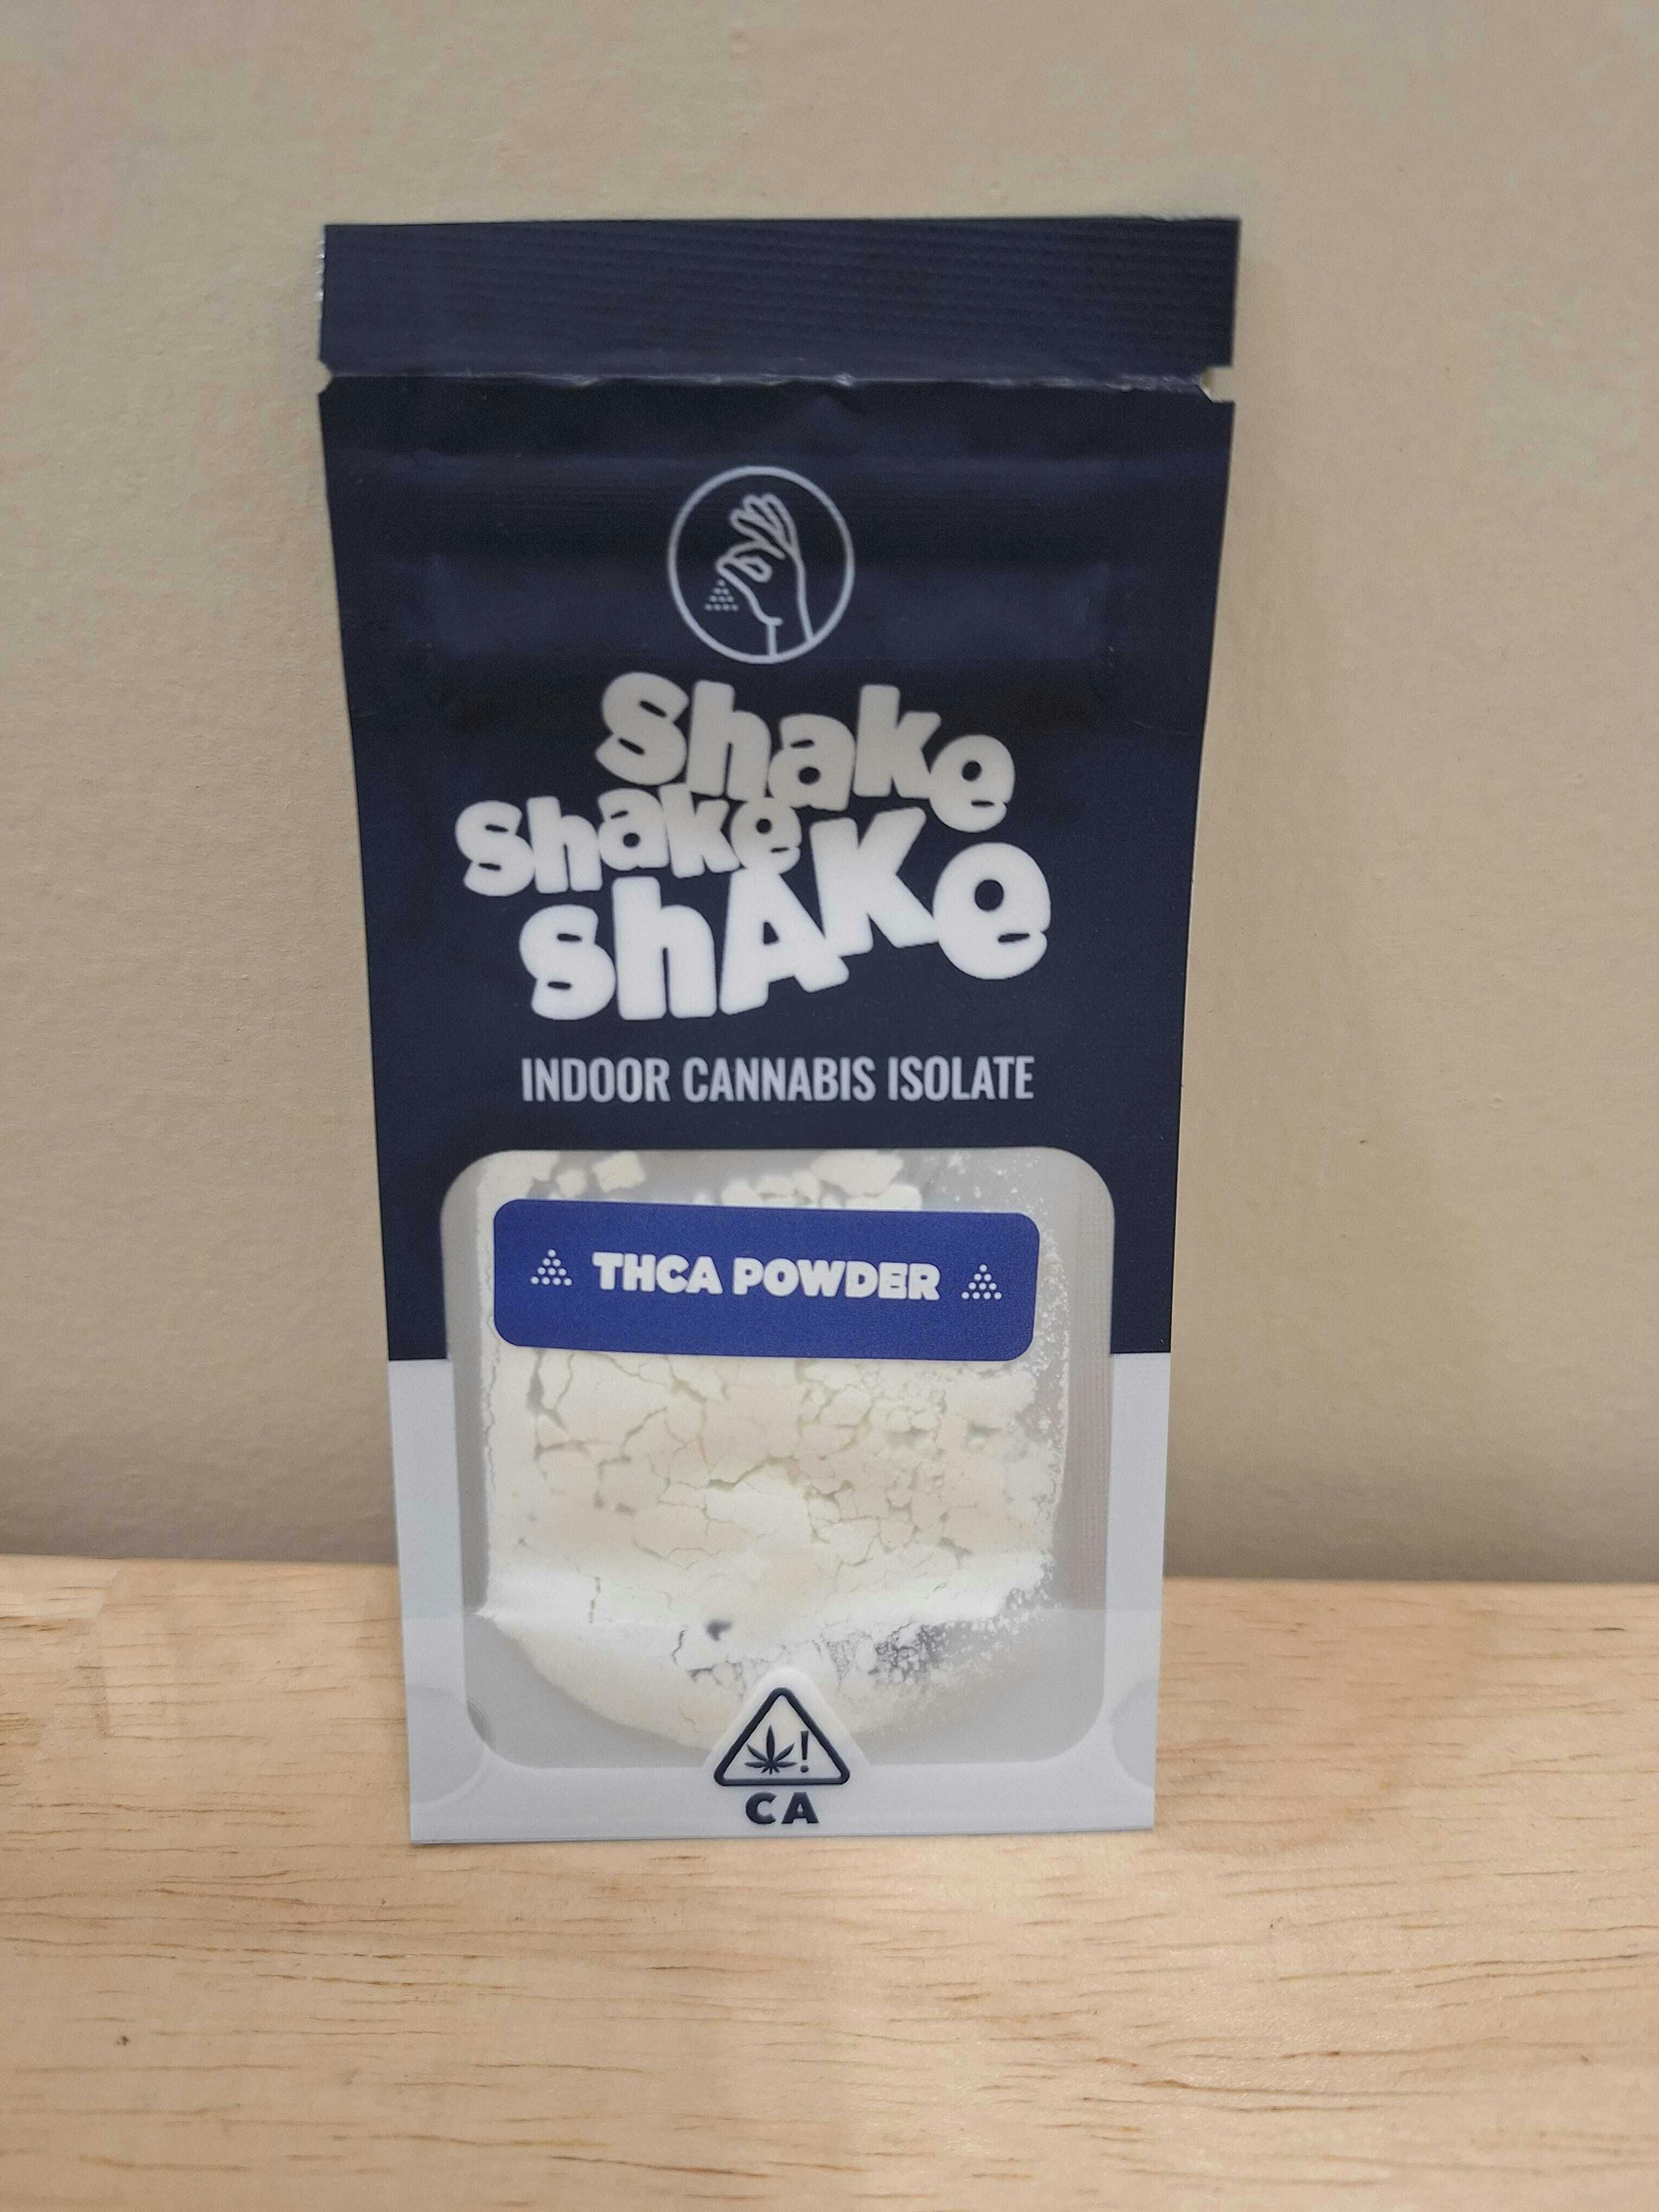 Shake
Shake
ShAKe
INDOOR CANNABIS ISOLATE
THCA POWDER
!
CA